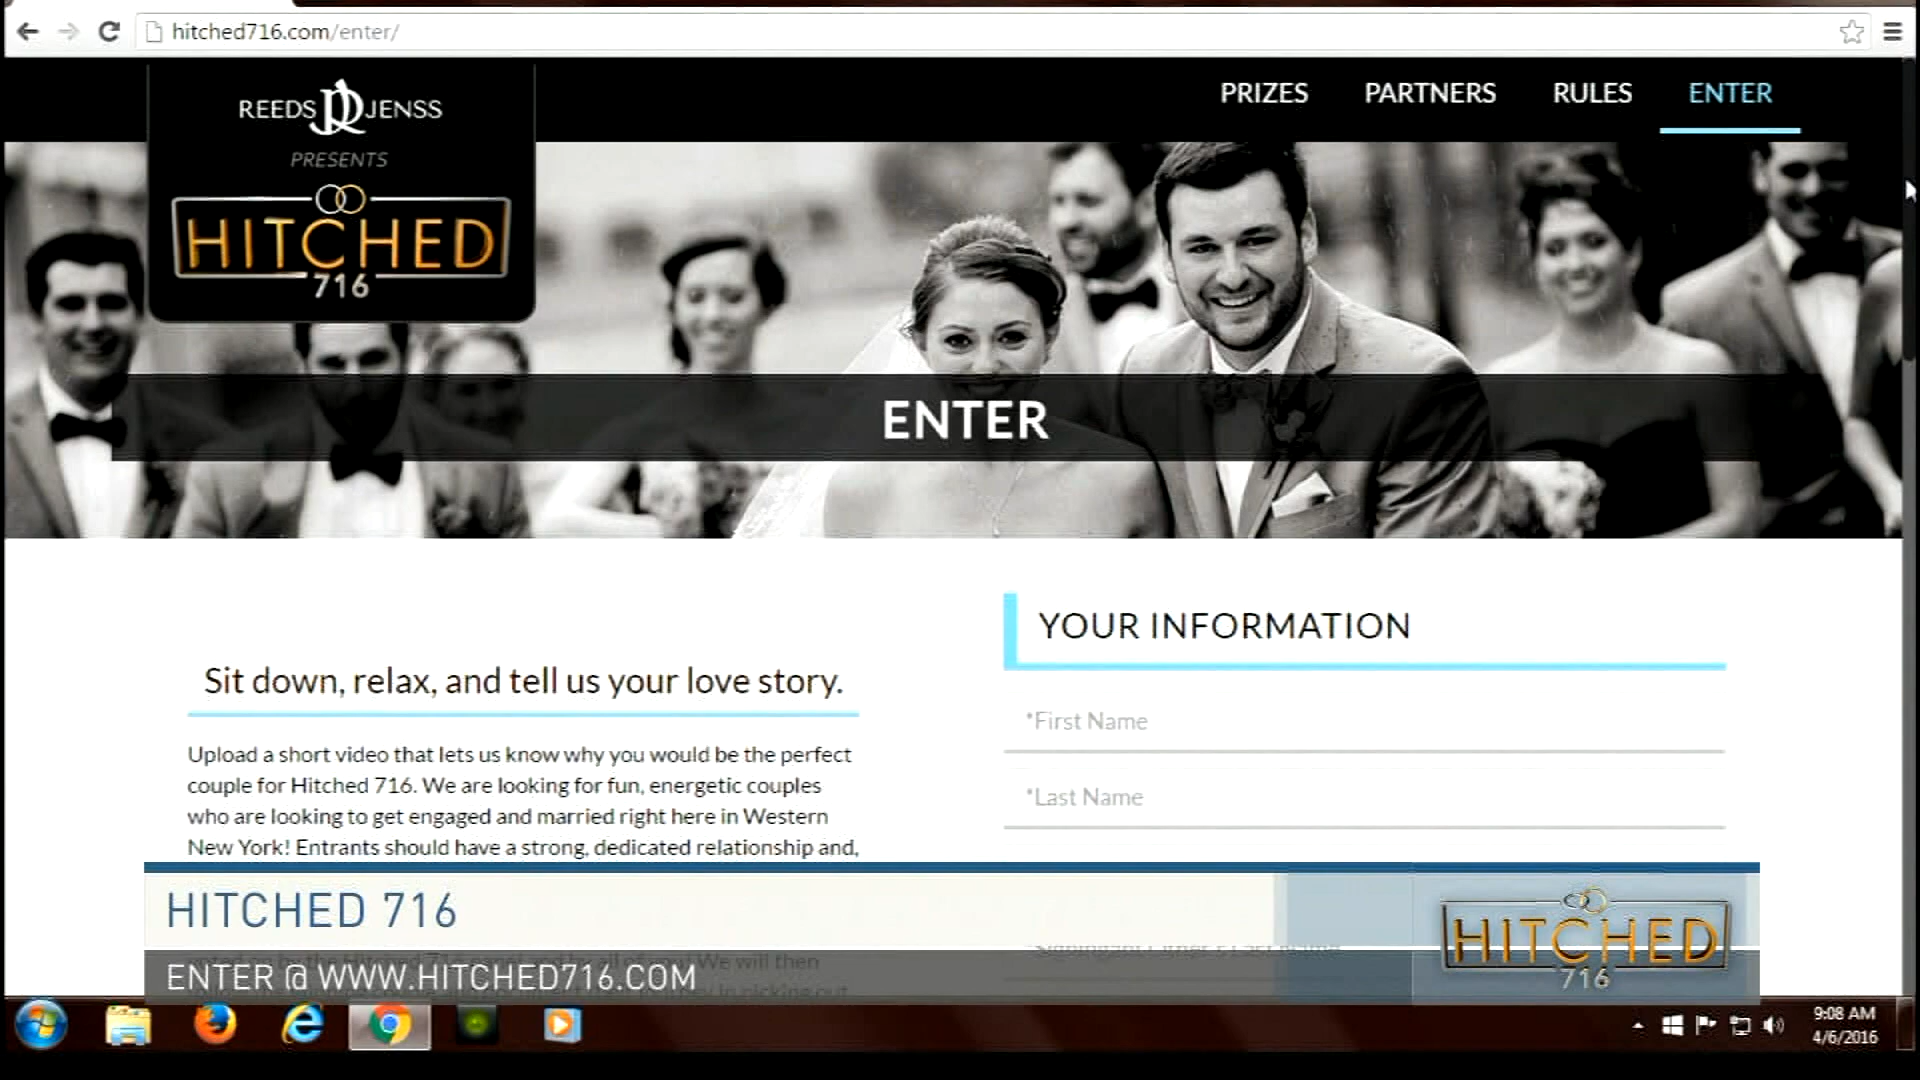 hitched716.com/enter/
REEDS JENSS
PRESENTS
HITCHED
716
PRIZES PARTNERS RULES ENTER
ENTER
Sit down, relax, and tell us your love story.
Upload a short video that lets us know why you would be the perfect
couple for Hitched 716. We are looking for fun, energetic couples
who are looking to get engaged and married right here in Western
New York! Entrants should have a strong, dedicated relationship and,
YOUR INFORMATION
*First Name
*Last Name
HITCHED 716
ENTER @ WWW.HITCHED716.COM
HITCHED
716
9:08 AM
4/6/2016